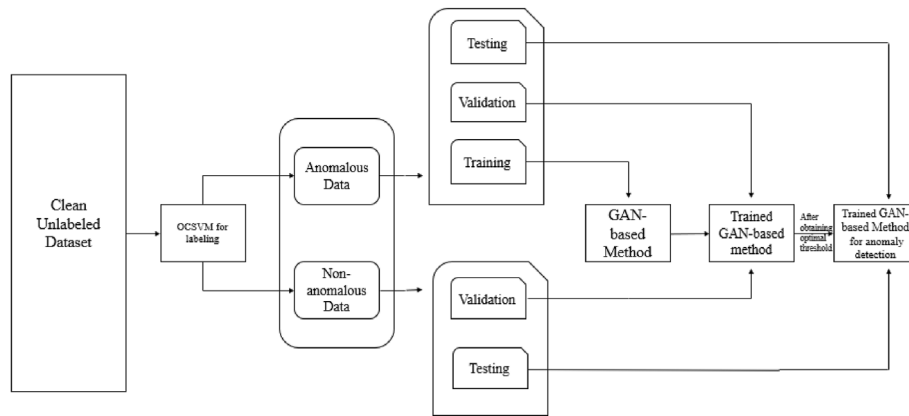 Clean
Unlabeled
Dataset
OCSVM for
labeling
Anomalous
Data
Non-
anomalous
Data
Testing
Validation
Training
Validation
Testing
GAN-
based
Method
Trained
GAN-based
method
After
obtaining
optimal
threshold
Trained GAN-
based Method
for anomaly
detection